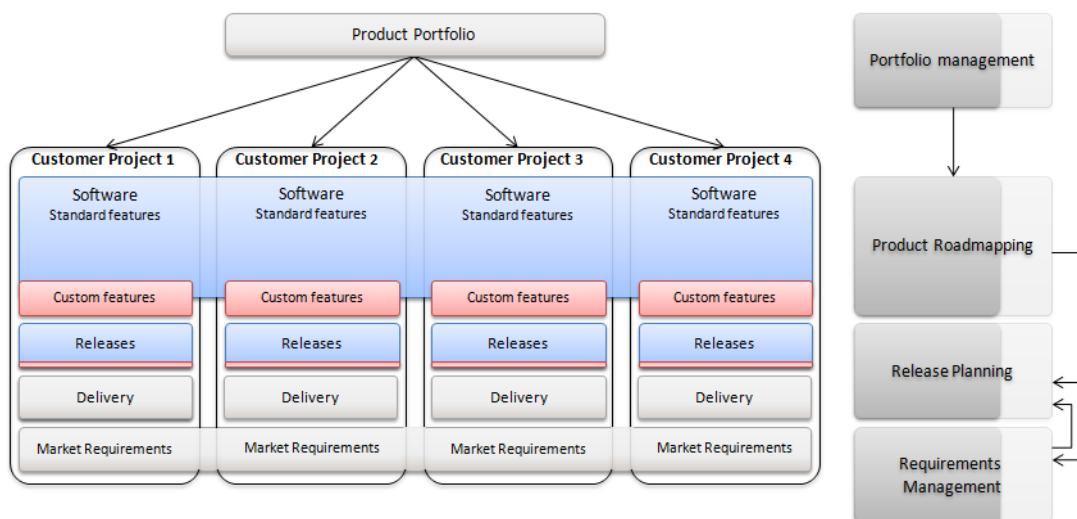 Product Portfolio
Portfolio management
Customer Project 1
Customer Project 2
Customer Project 3
Customer Project 4
Software
Standard features
Software
Standard features
Software
Standard features
Software
Standard features
Product Roadmapping
Custom features
Custom features
Custom features
Custom features
Releases
Releases
Releases
Releases
Release Planning
Delivery
Delivery
Delivery
Delivery
Market Requirements
Market Requirements
Market Requirements
Market Requirements
Requirements
Management